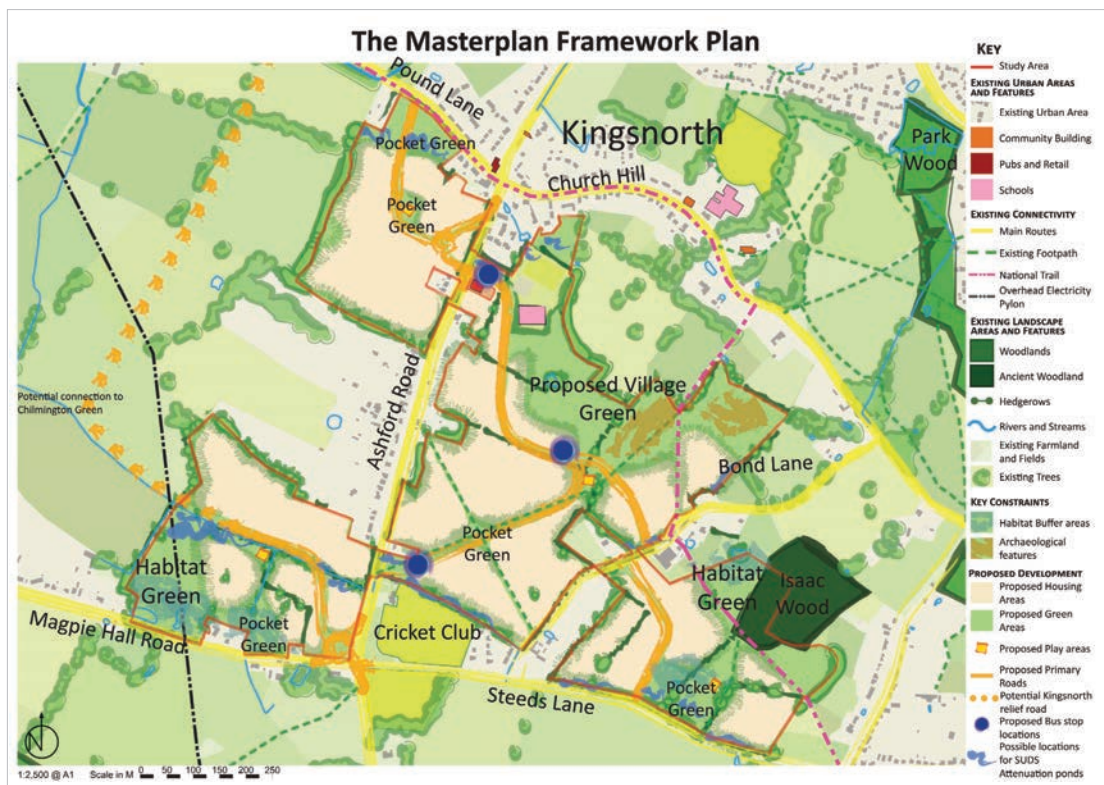 The Masterplan Framework Plan
Pound Lane
Kingsnorth
Park
Wood
Pocket Green
Church Hill
Pocket
Green
Ashford Road
Proposed Village
Green
Potential connection to
Chilmington Green
Bond Lane
Pocket
Green
Habitat
Green
Habitat
Green
Isaac
Wood
Magpie Hall Road
Pocket
Green
Cricket Club
Steeds Lane
Pocket
Green
N
1:2,500 @ A1
Scale in M
0
50
100
150
200
250
KEY
Study Area
EXISTING URBAN AREAS
AND FEATURES
Existing Urban Area
Community Building
Pubs and Retail
Schools
EXISTING CONNECTIVITY
Main Routes
Existing Footpath
National Trail
Overhead Electricity
Pylon
EXISTING LANDSCAPE
AREAS AND FEATURES
Woodlands
Ancient Woodland
Hedgerows
Rivers and Streams
Existing Farmland
and Fields
Existing Trees
KEY CONSTRAINTS
Habitat Buffer areas
Archaeological
features
PROPOSED DEVELOPMENT
Proposed Housing
Areas
Proposed Green
Areas
Proposed Play areas
Proposed Primary
Roads
Potential Kingsnorth
relief road
Proposed Bus stop
locations
Possible locations
for SUDS
Attenuation ponds